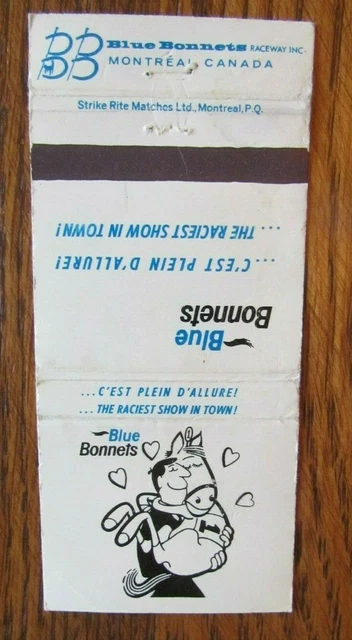 BB Blue Bonnets RACEWAY INC.
MONTRÉAL CANADA
Strike Rite Matches Ltd., Montreal, P.Q.
... THE RACIEST SHOW IN TOWN!
... C'EST PLEIN D'ALLURE!
Blue
Bonnets
... C'EST PLEIN D'ALLURE!
... THE RACIEST SHOW IN TOWN!
Blue
Bonnets
1